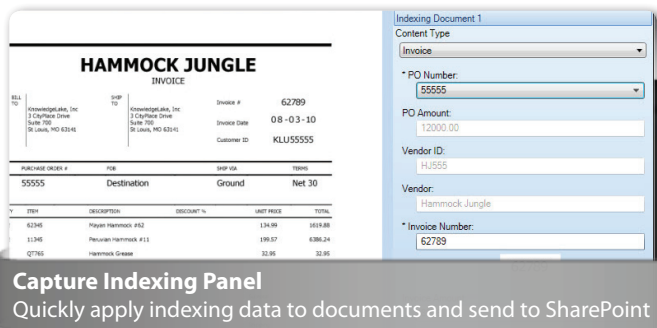 HAMMOCK JUNGLE
INVOICE
BILL TO
KnowledgeLake, Inc
3 CityPlace Drive
Suite 700
St Louis, MO 63141
SHIP TO
KnowledgeLake, Inc
3 CityPlace Drive
Suite 700
St Louis, MO 63141
Invoice # 62789
Invoice Date 08-03-10
Customer ID KLU55555
PURCHASE ORDER # FOB SHIP VIA TERMS
55555 Destination Ground Net 30
Y ITEM DESCRIPTION DISCOUNT % UNIT PRICE TOTAL
62345 Mayan Hammock #62 134.99 1619.88
11345 Peruvian Hammock #11 199.57 6386.24
QT765 Hammock Grease 32.95 32.95
Indexing Document 1
Content Type
Invoice
* PO Number:
55555
PO Amount:
12000.00
Vendor ID:
HJ555
Vendor:
Hammock Jungle
* Invoice Number:
62789
Capture Indexing Panel
Quickly apply indexing data to documents and send to SharePoint